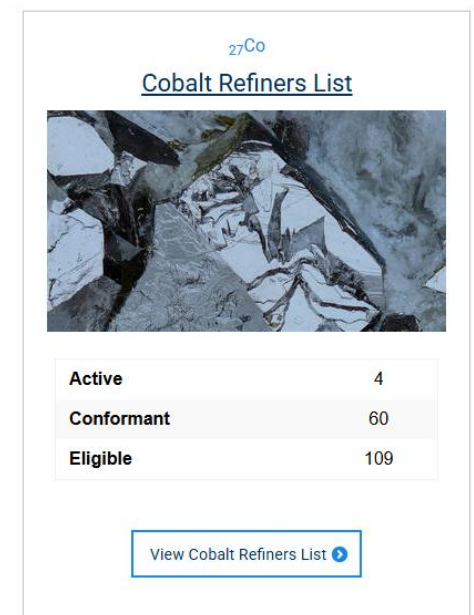 27Co
Cobalt Refiners List
Active 4
Conformant 60
Eligible 109
View Cobalt Refiners List